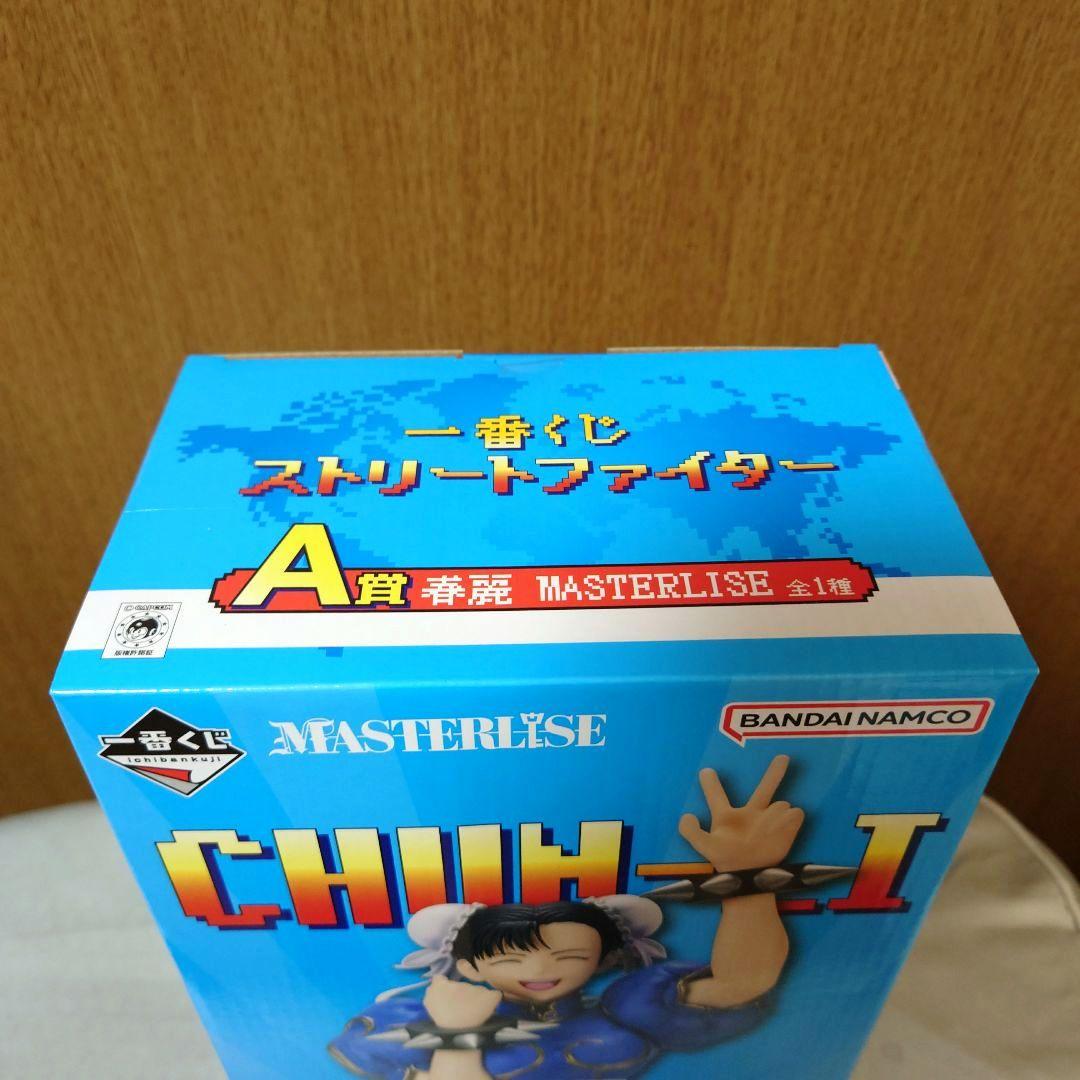 一番くじ
ストリートファイター
A賞 春麗 MASTERLISE 全1種
© CAPCOM
版権許諾証
一番くじ
ichibankuji
MASTERLISE
BANDAI NAMCO
CHUN-LI